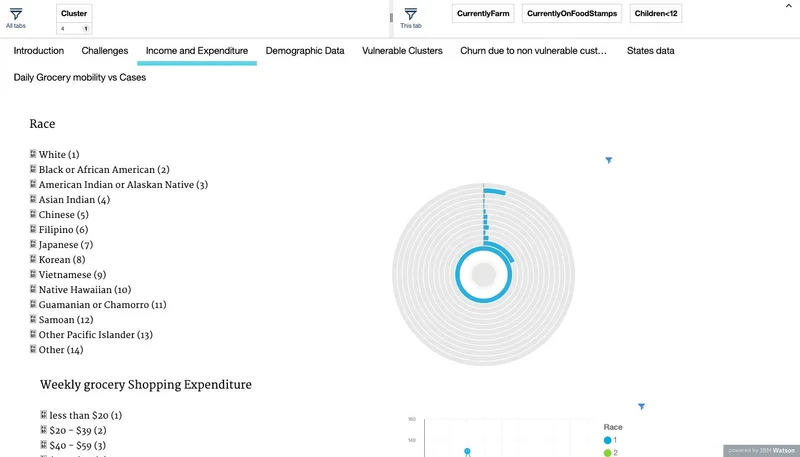 All tabs
Cluster
4 1
This tab
CurrentlyFarm
CurrentlyOnFoodStamps
Children<12
Introduction
Challenges
Income and Expenditure
Demographic Data
Vulnerable Clusters
Churn due to non vulnerable cust...
States data
Daily Grocery mobility vs Cases
Race
White (1)
Black or African American (2)
American Indian or Alaskan Native (3)
Asian Indian (4)
Chinese (5)
Filipino (6)
Japanese (7)
Korean (8)
Vietnamese (9)
Native Hawaiian (10)
Guamanian or Chamorro (11)
Samoan (12)
Other Pacific Islander (13)
Other (14)
Weekly grocery Shopping Expenditure
less than $20 (1)
$20 - $39 (2)
$40 - $59 (3)
150
140
Race
1
2
powered by IBM Watson